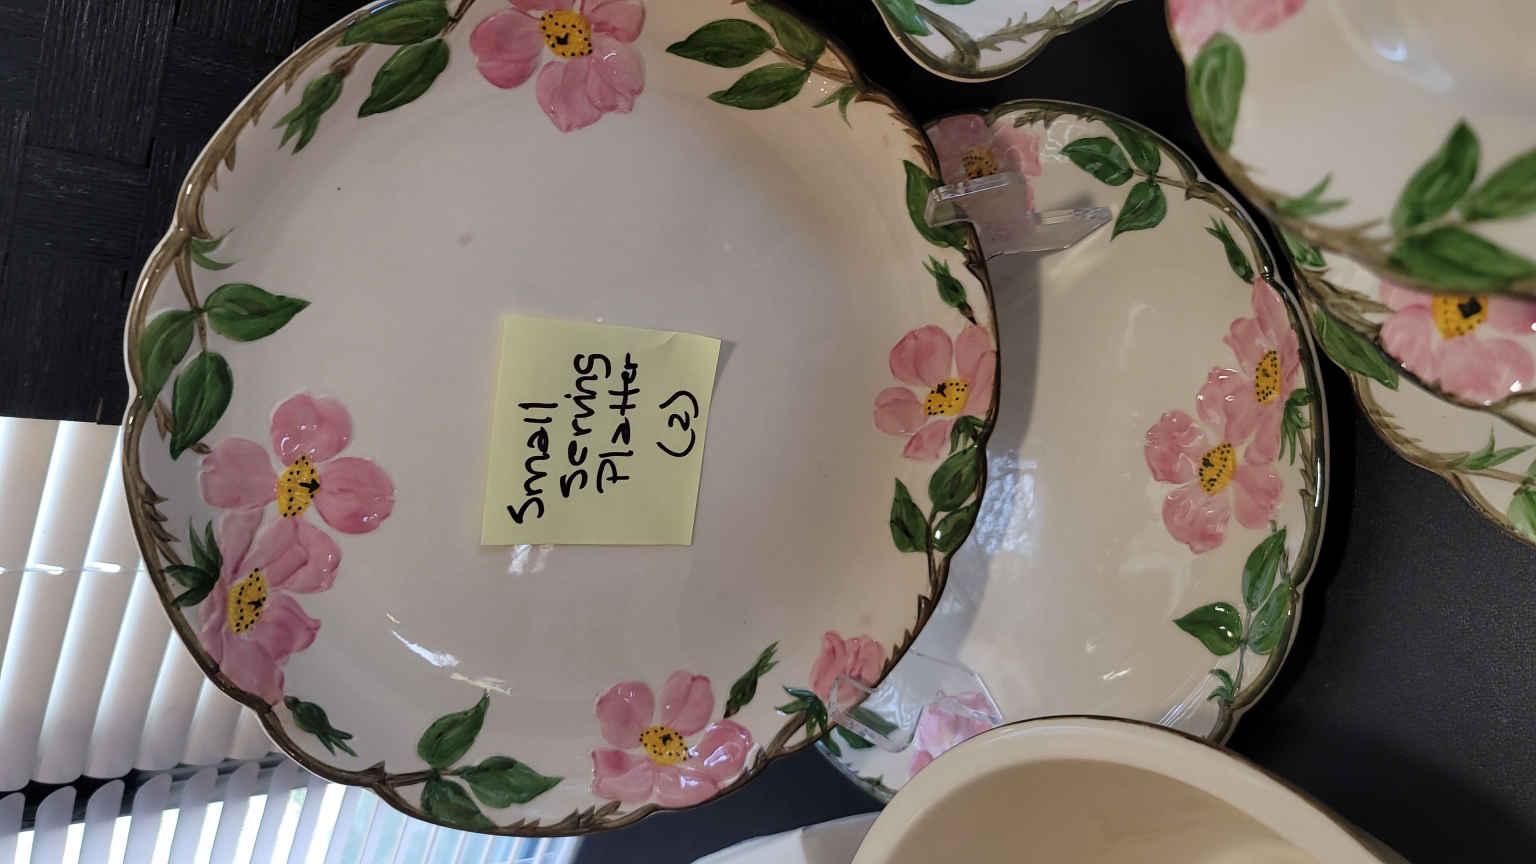 Small
Serving
Platter
(2)